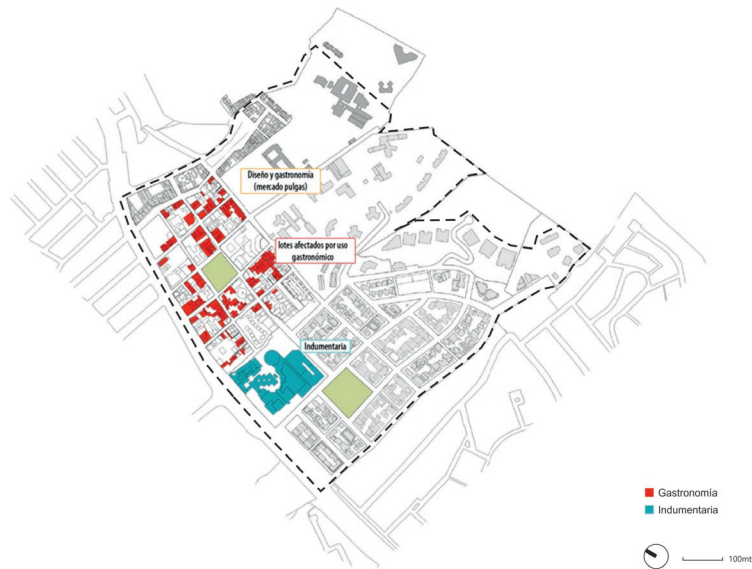 Diseño y gastronomía
(mercado pulgas)
lotes afectados por uso
gastronómico
Indumentaria
Gastronomía
Indumentaria
100mt